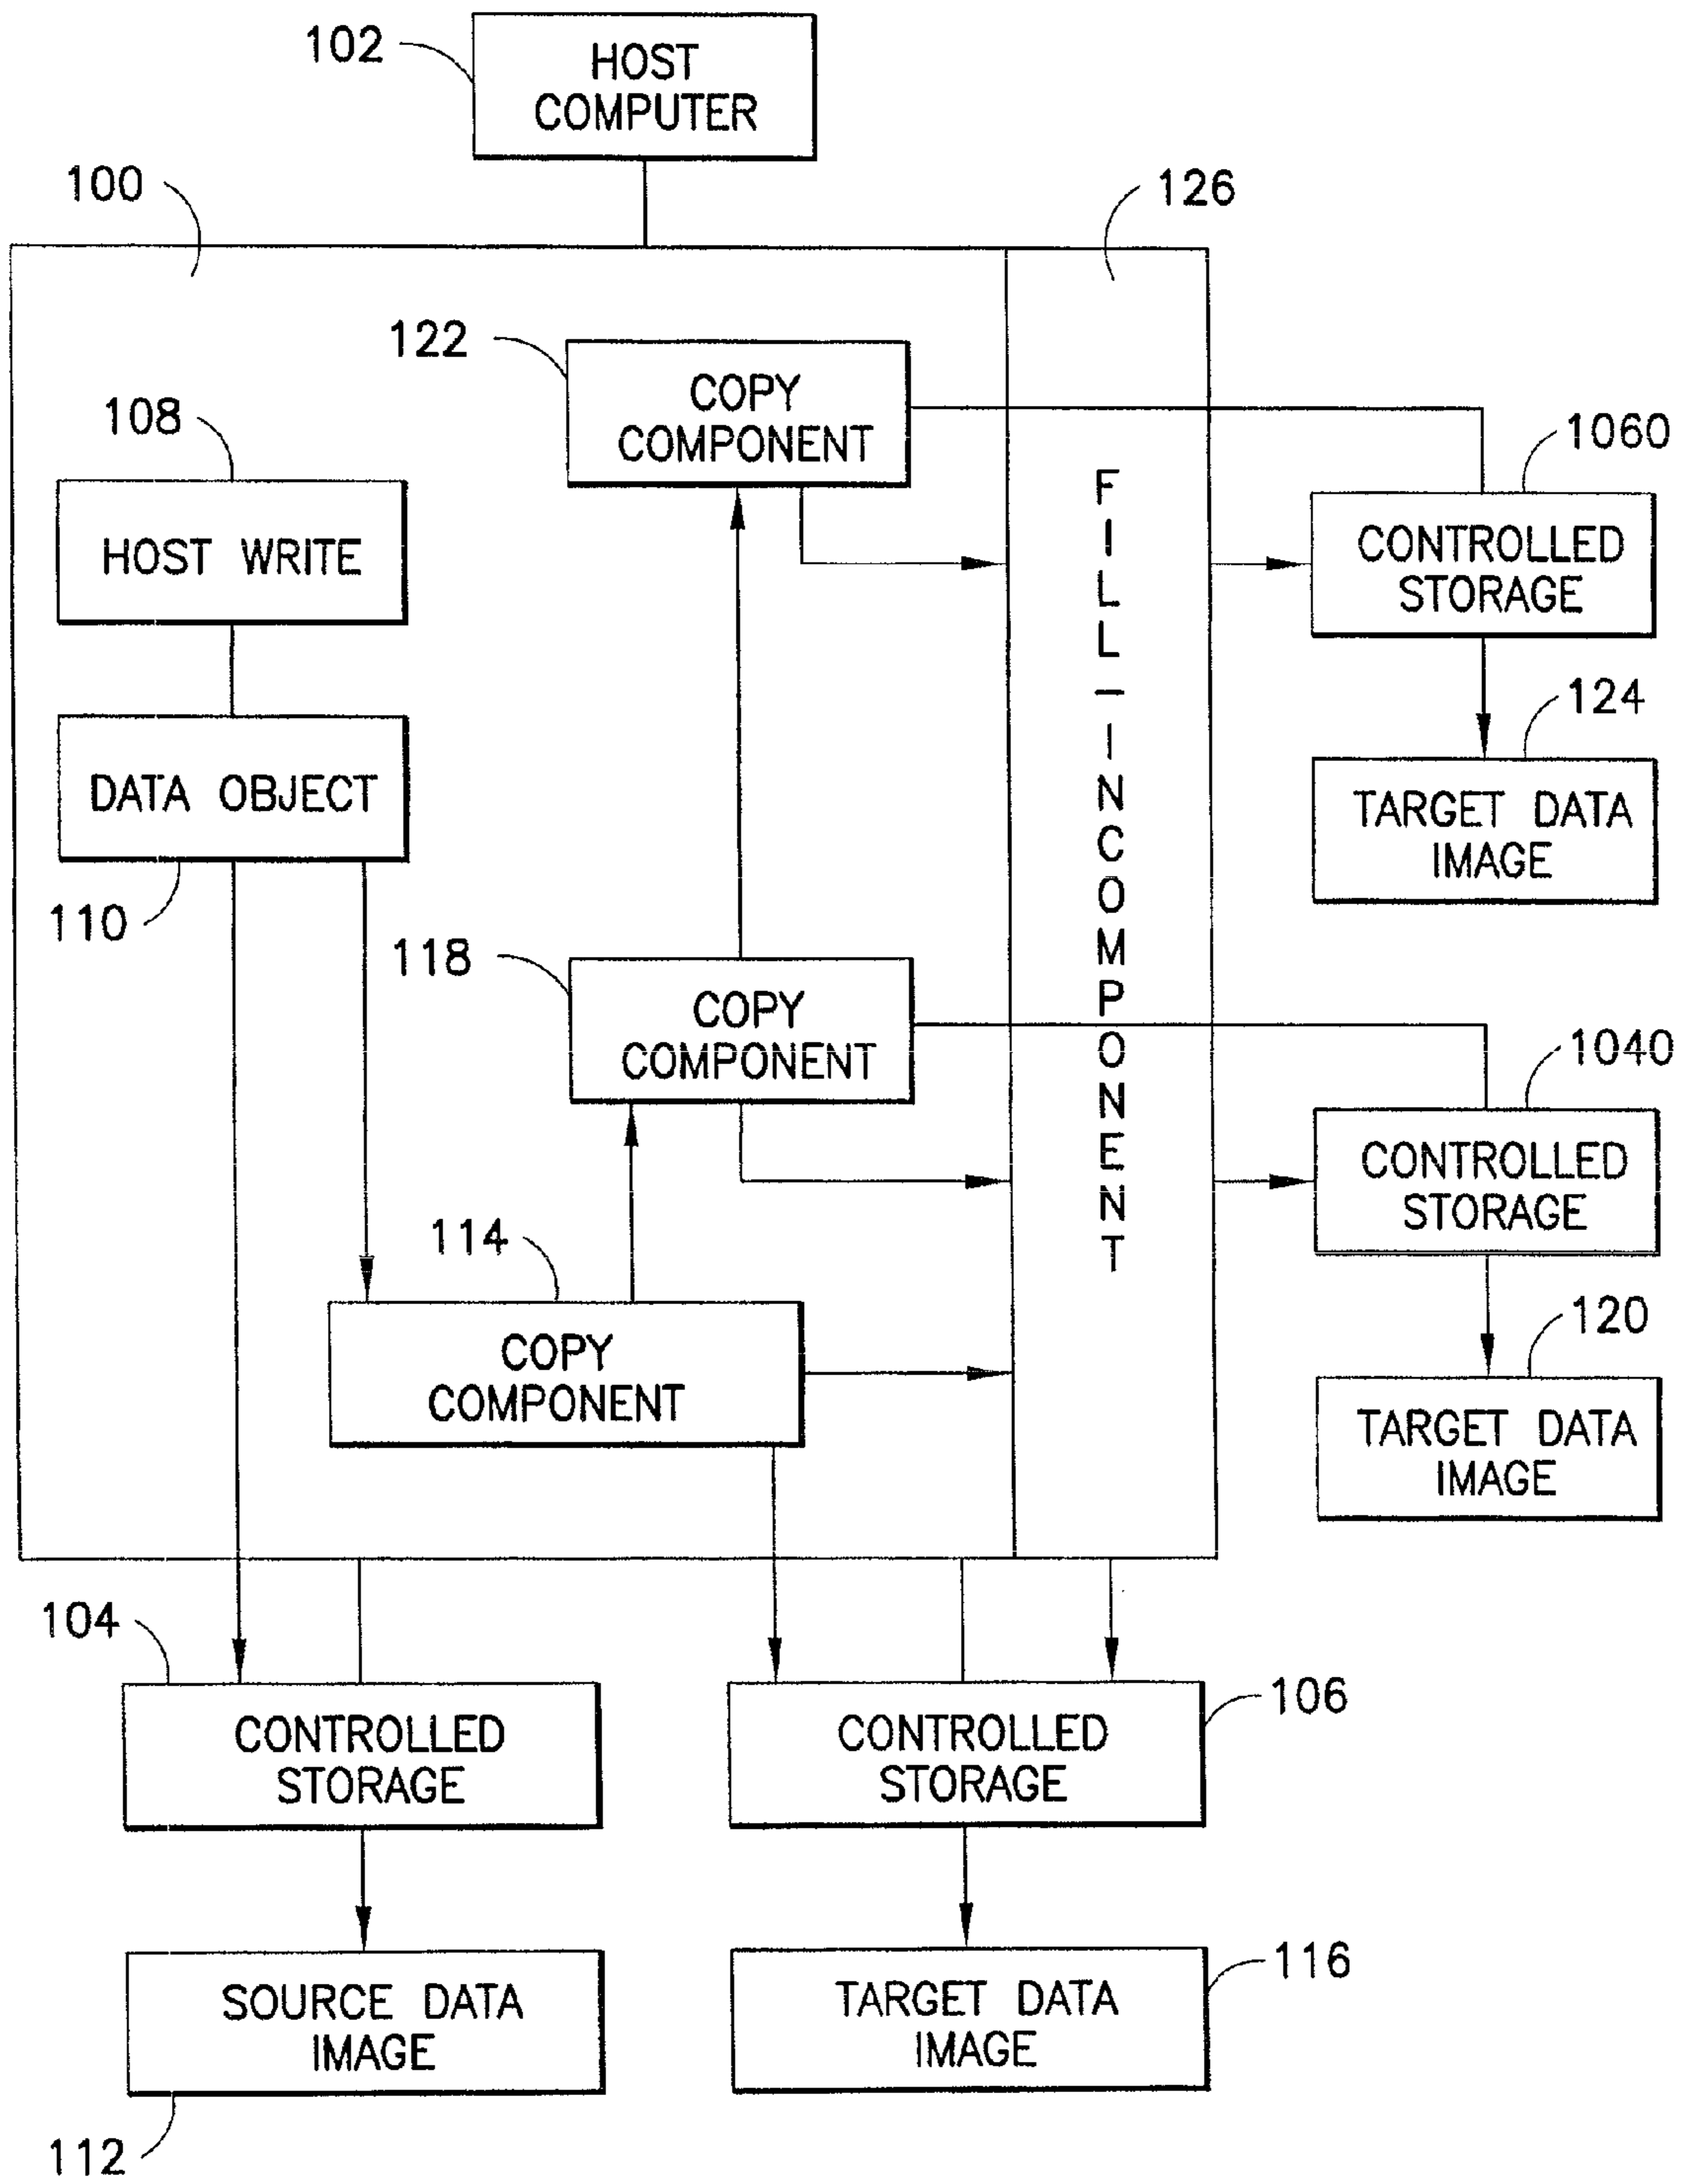 102
HOST
COMPUTER
100
126
122
COPY
COMPONENT
108
HOST WRITE
1060
CONTROLLED
STORAGE
FILL-INCOMPONENT
DATA OBJECT
110
124
TARGET DATA
IMAGE
118
COPY
COMPONENT
1040
CONTROLLED
STORAGE
114
COPY
COMPONENT
120
TARGET DATA
IMAGE
104
CONTROLLED
STORAGE
106
CONTROLLED
STORAGE
SOURCE DATA
IMAGE
112
116
TARGET DATA
IMAGE